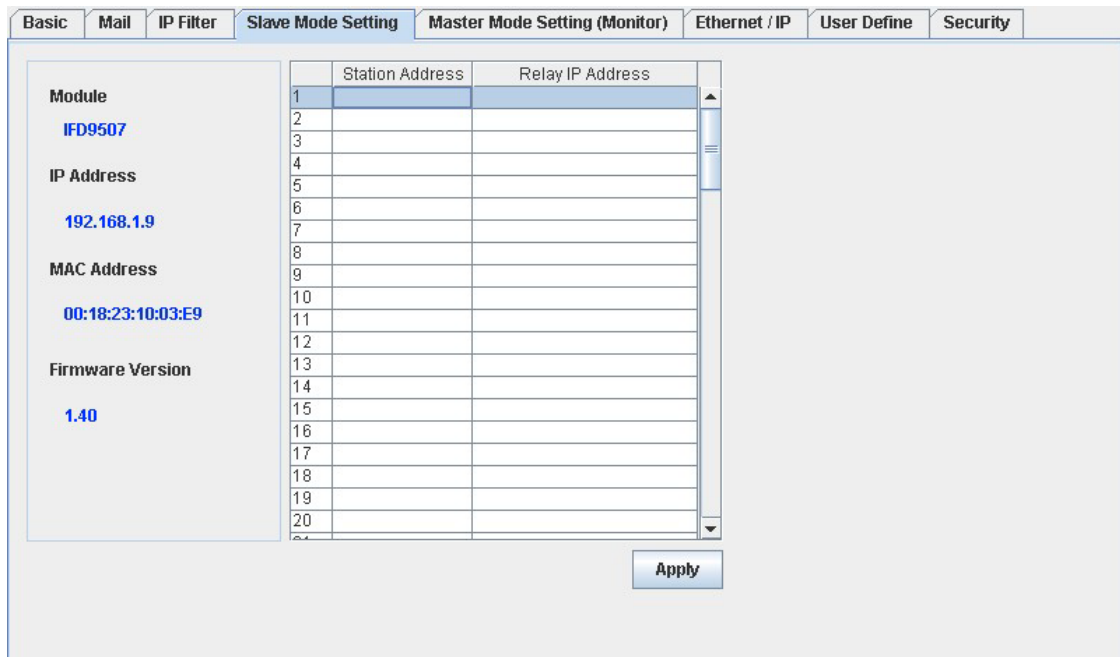 Basic Mail IP Filter Slave Mode Setting Master Mode Setting (Monitor) Ethernet / IP User Define Security
Module
IFD9507
IP Address
192.168.1.9
MAC Address
00:18:23:10:03:E9
Firmware Version
1.40
Station Address Relay IP Address
1
2
3
4
5
6
7
8
9
10
11
12
13
14
15
16
17
18
19
20
Apply